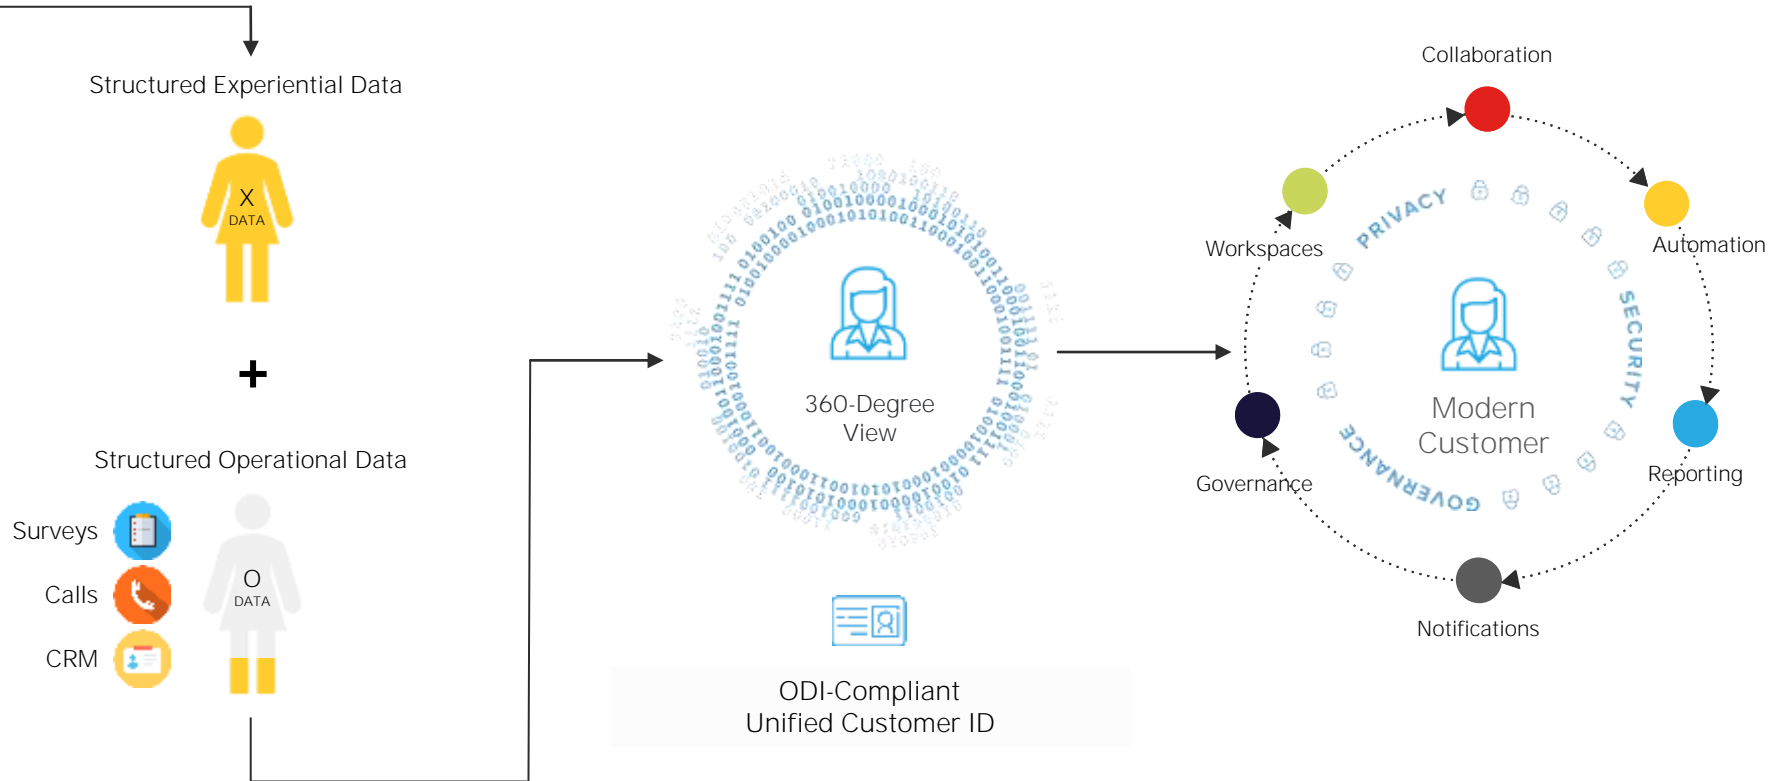 Structured Experiential Data
X
DATA
+
Structured Operational Data
Surveys
Calls
CRM
O
DATA
360-Degree
View
ODI-Compliant
Unified Customer ID
Collaboration
Automation
Reporting
Notifications
Governance
Workspaces
PRIVACY
SECURITY
GOVERNANCE
Modern
Customer